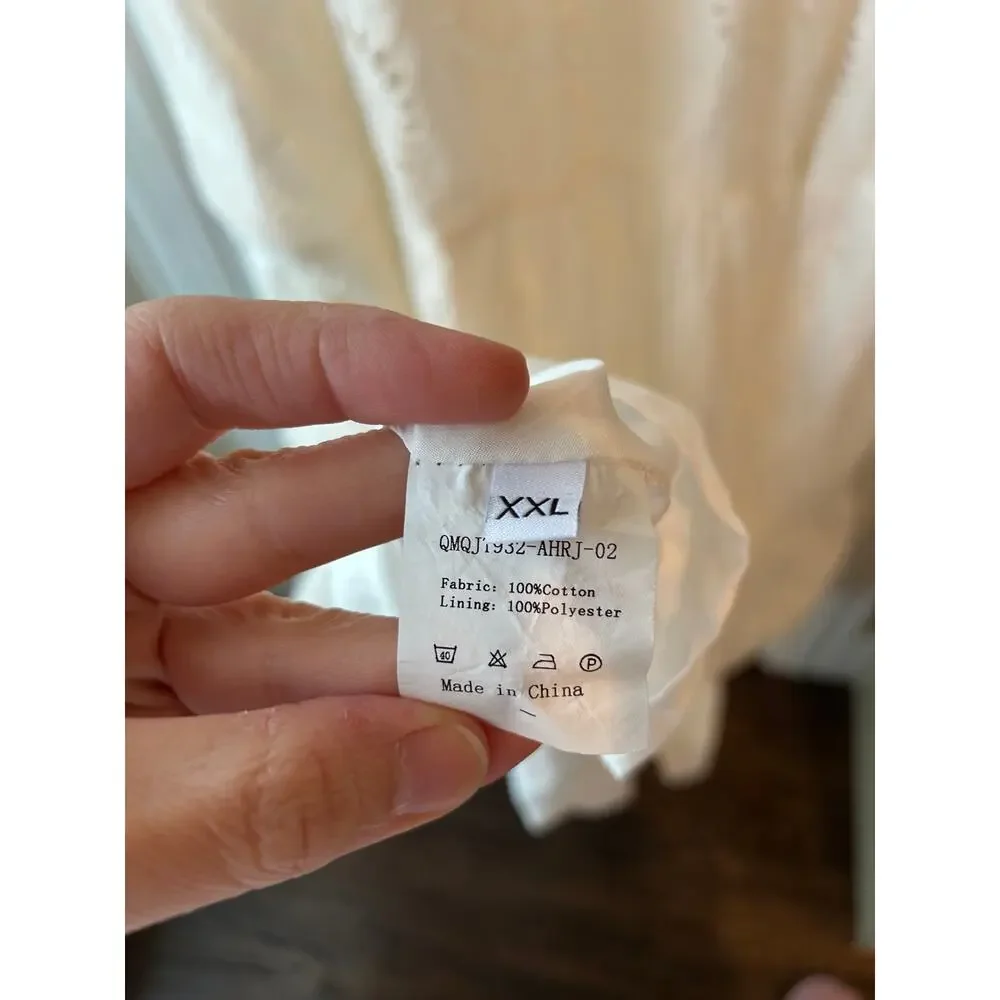 XXL
QMQJ1932-AHRJ-02
Fabric: 100%Cotton
Lining: 100%Polyester
40
P
Made in China